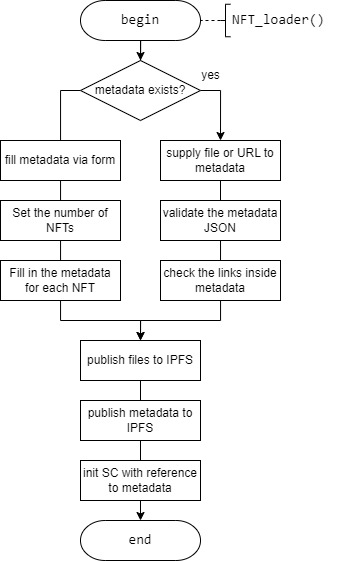 begin
NFT_loader()
yes
metadata exists?
fill metadata via form
supply file or URL to
metadata
Set the number of
NFTs
validate the metadata
JSON
Fill in the metadata
for each NFT
check the links inside
metadata
publish files to IPFS
publish metadata to
IPFS
init SC with reference
to metadata
end